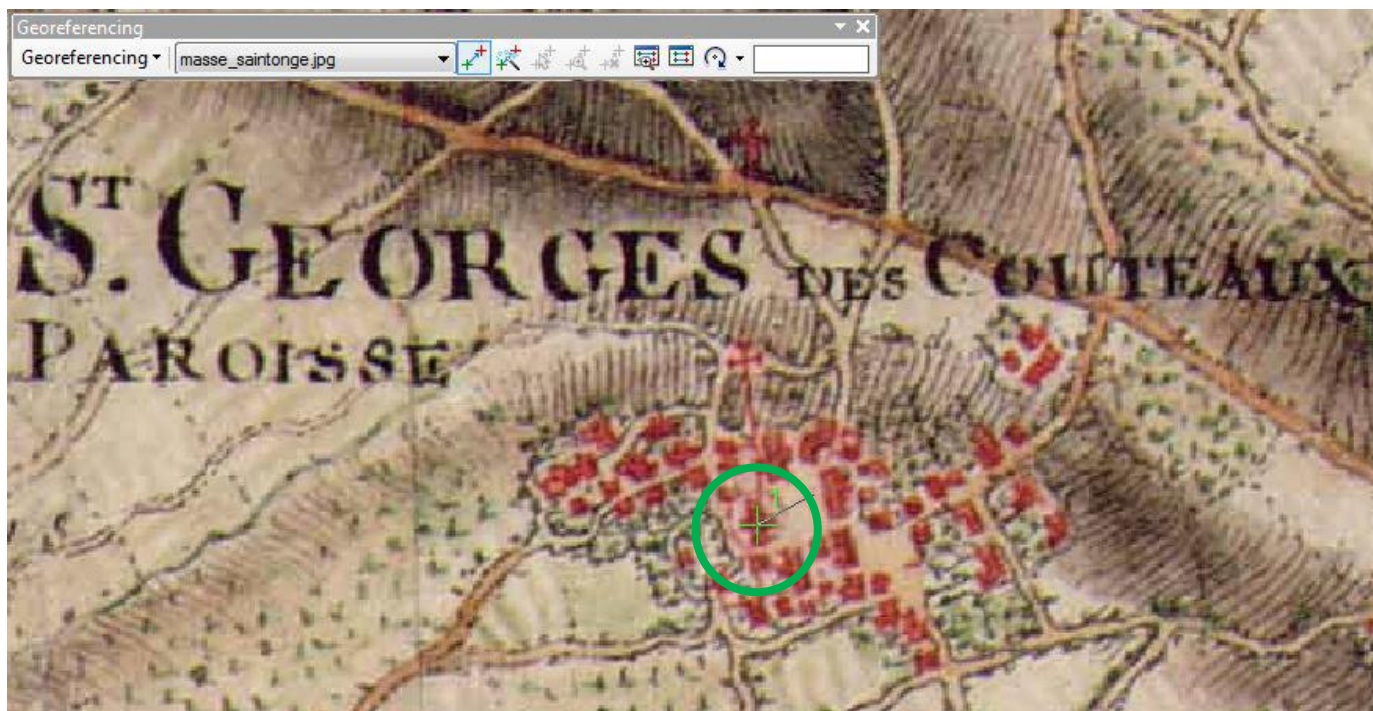 Georeferencing
Georeferencing masse_saintonge.jpg
ST. GEORGES DES COUTEAUX
PAROISSE
1